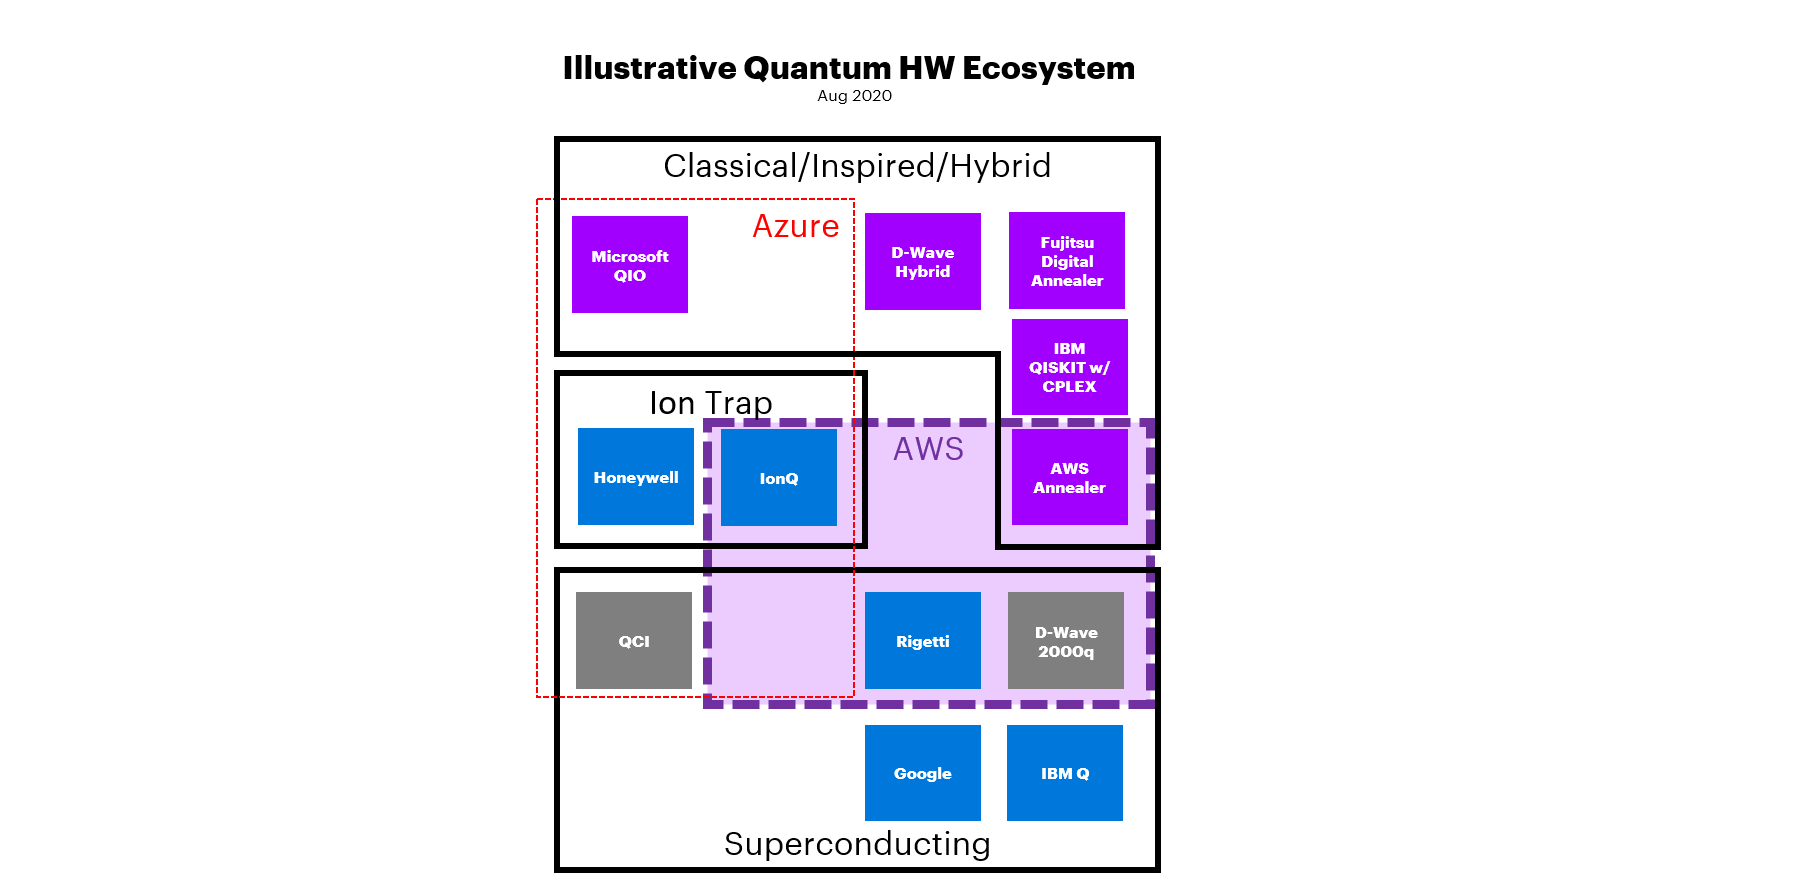 Illustrative Quantum HW Ecosystem
Aug 2020
Classical/Inspired/Hybrid
Azure
Microsoft
QIO
D-Wave
Hybrid
Fujitsu
Digital
Annealer
IBM
QISKIT w/
CPLEX
Ion Trap
AWS
Honeywell
IonQ
AWS
Annealer
QCI
Rigetti
D-Wave
2000q
Google
IBM Q
Superconducting